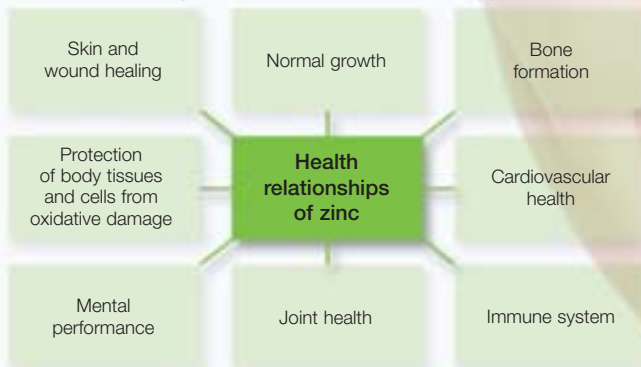 Skin and
wound healing
Normal growth
Bone
formation
Protection
of body tissues
and cells from
oxidative damage
Health
relationships
of zinc
Cardiovascular
health
Mental
performance
Joint health
Immune system